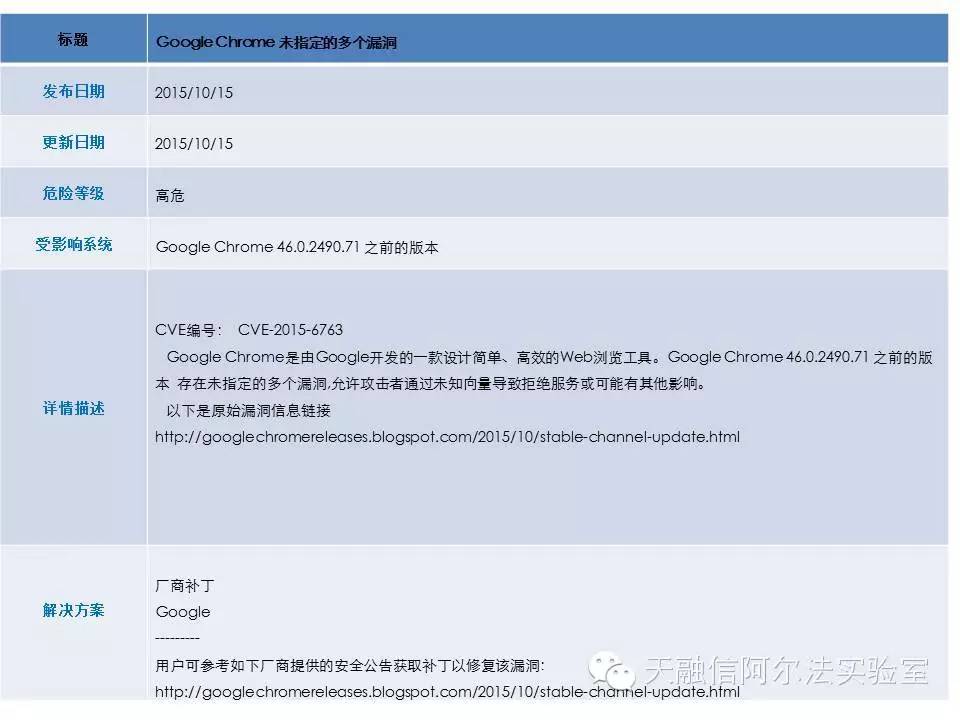 标题
Google Chrome 未指定的多个漏洞
发布日期
2015/10/15
更新日期
2015/10/15
危险等级
高危
受影响系统
Google Chrome 46.0.2490.71 之前的版本
详情描述
CVE编号： CVE-2015-6763
Google Chrome是由Google开发的一款设计简单、高效的Web浏览工具。Google Chrome 46.0.2490.71 之前的版
本 存在未指定的多个漏洞,允许攻击者通过未知向量导致拒绝服务或可能有其他影响。
以下是原始漏洞信息链接
http://googlechromereleases.blogspot.com/2015/10/stable-channel-update.html
解决方案
厂商补丁
Google
---------
用户可参考如下厂商提供的安全公告获取补丁以修复该漏洞：
http://googlechromereleases.blogspot.com/2015/10/stable-channel-update.html
天融信阿尔法实验室